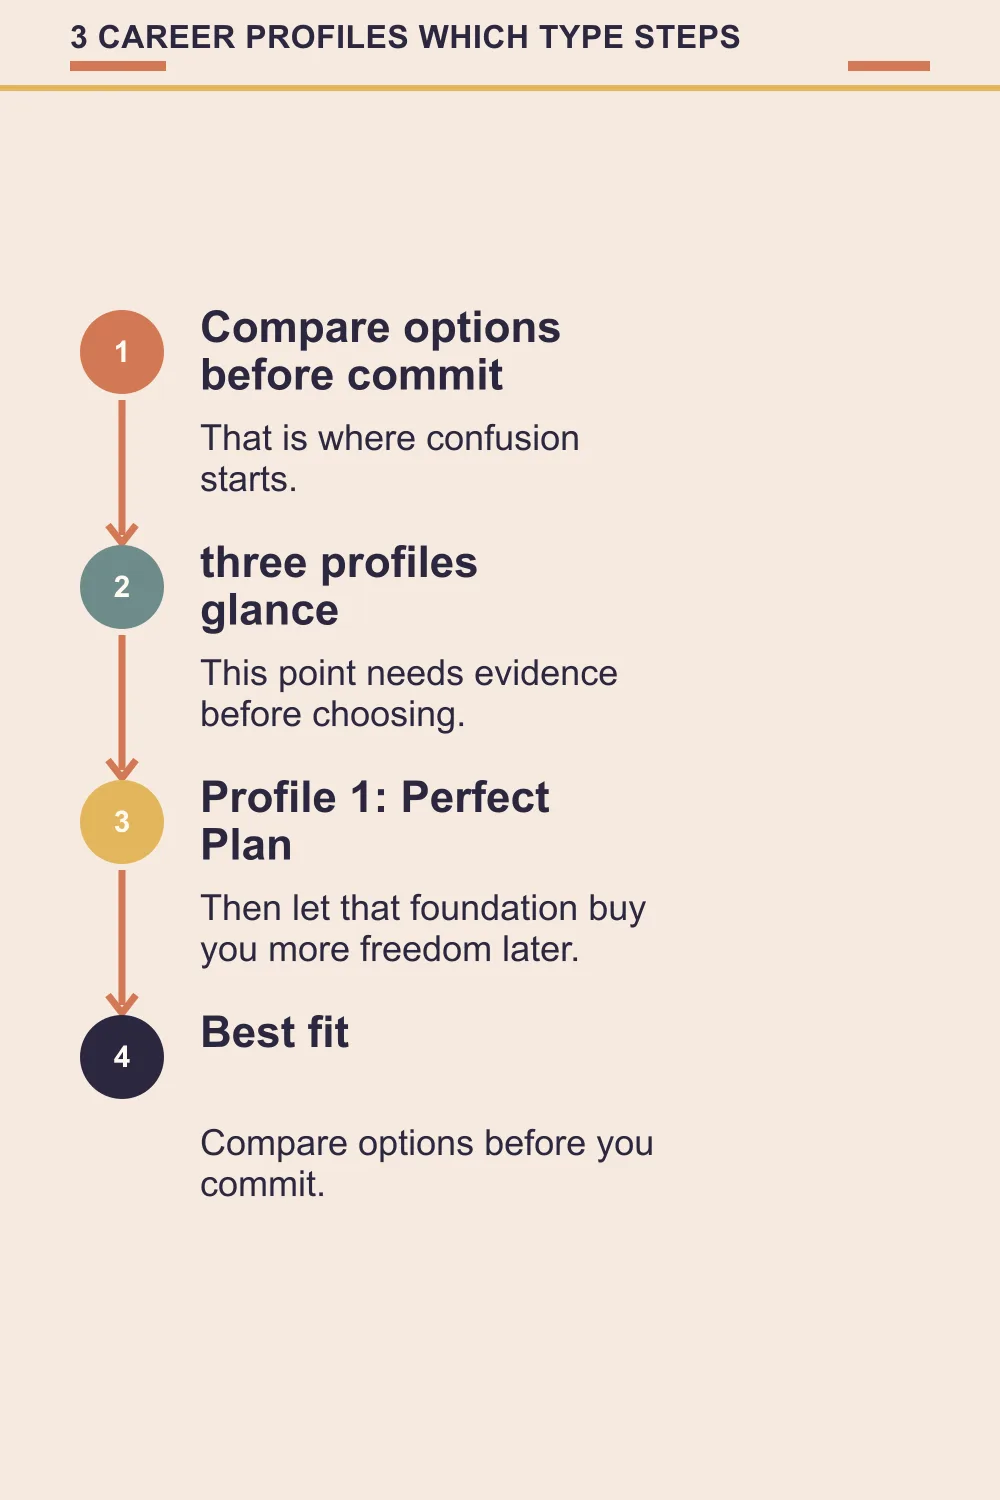 3 CAREER PROFILES WHICH TYPE STEPS
1
Compare options
before commit
That is where confusion
starts.
2
three profiles
glance
This point needs evidence
before choosing.
3
Profile 1: Perfect
Plan
Then let that foundation buy
you more freedom later.
4
Best fit
Compare options before you
commit.